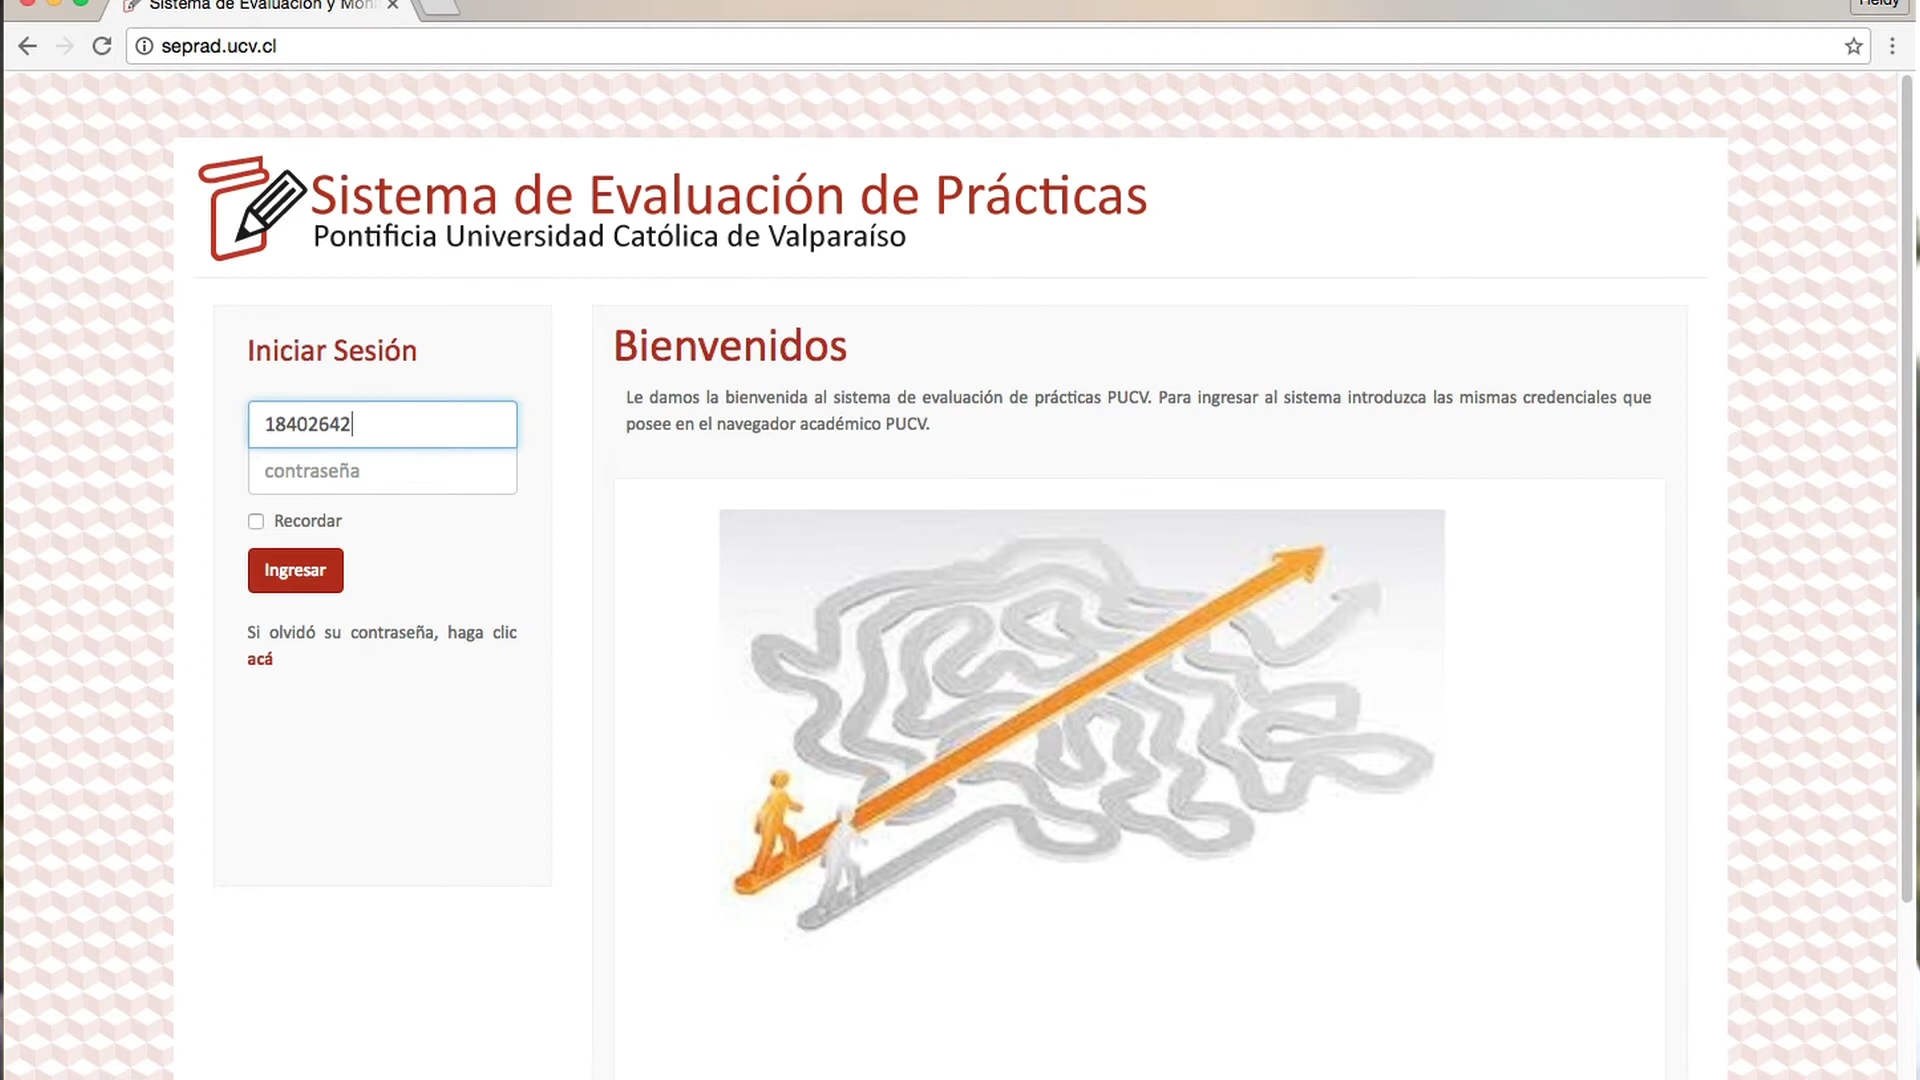 Sistema de Evaluación y Moni
Heidy
seprad.ucv.cl
Sistema de Evaluación de Prácticas
Pontificia Universidad Católica de Valparaíso
Iniciar Sesión
18402642
contraseña
Recordar
Ingresar
Si olvidó su contraseña, haga clic
acá
Bienvenidos
Le damos la bienvenida al sistema de evaluación de prácticas PUCV. Para ingresar al sistema introduzca las mismas credenciales que
posee en el navegador académico PUCV.